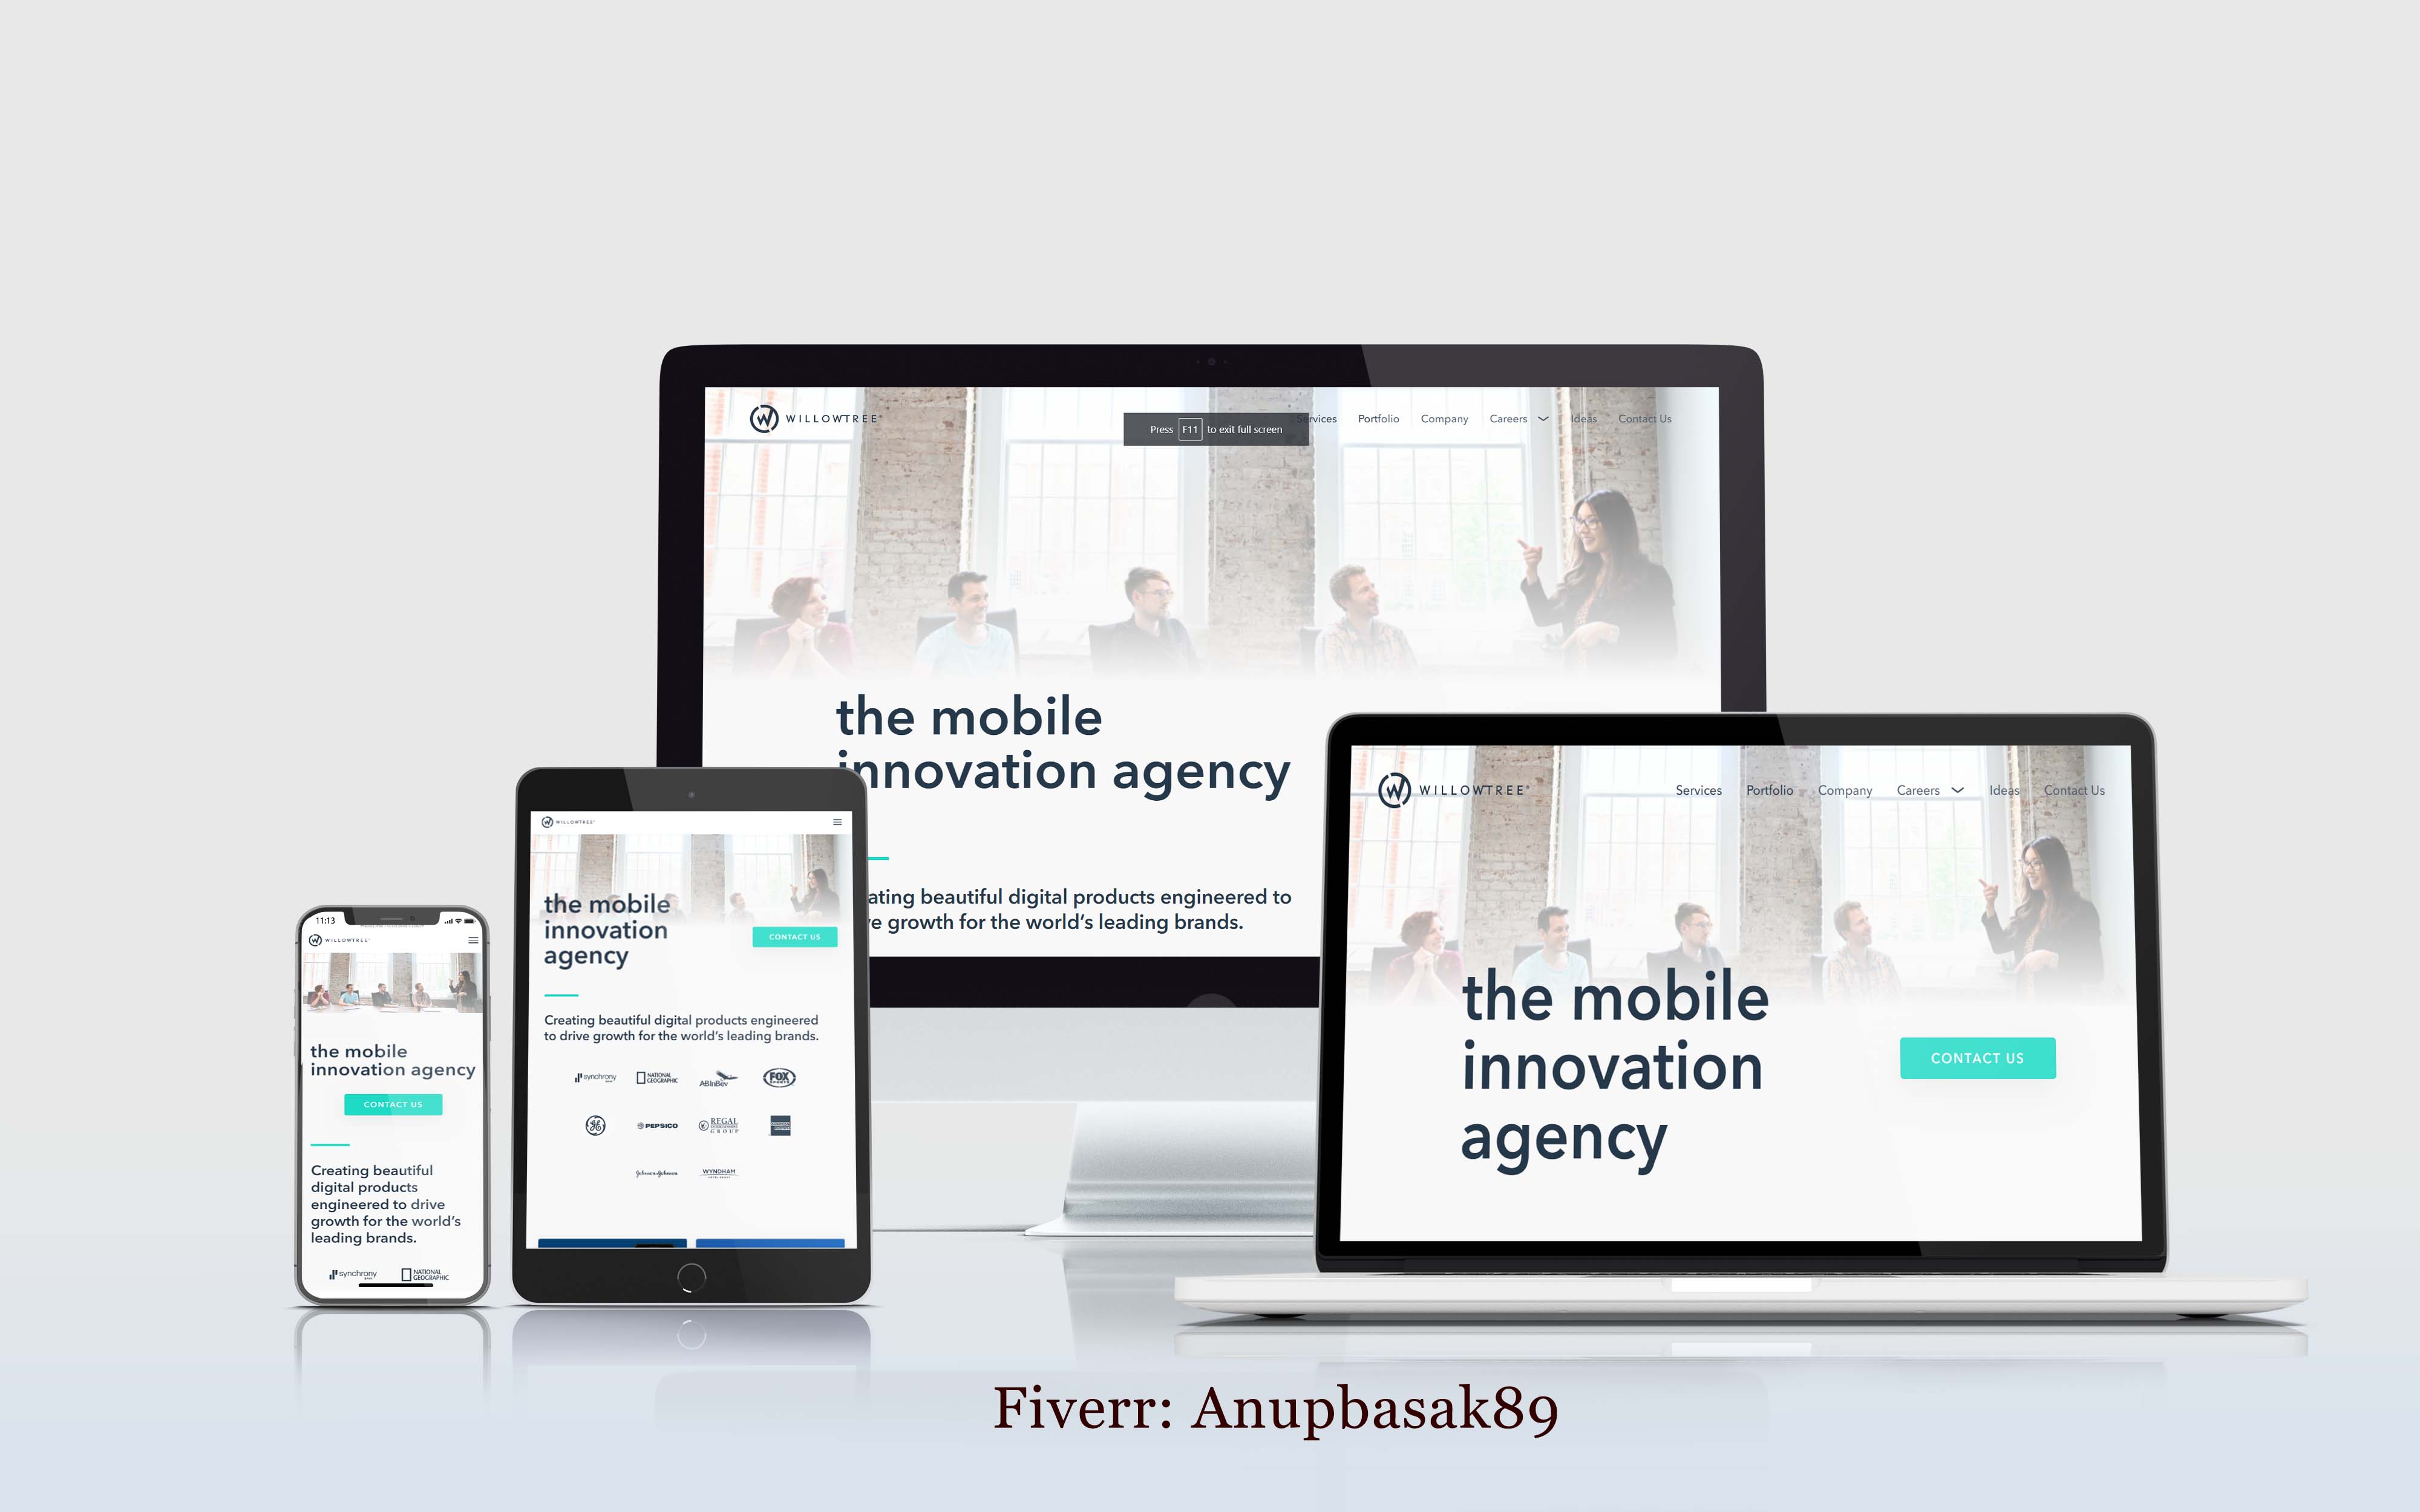 WILLOWTREE
Press F11 to exit full screen
Services Portfolio Company Careers Ideas Contact Us
the mobile
innovation agency
ating beautiful digital products engineered to
e growth for the world's leading brands.
11:13
WILLOWTREE
the mobile
innovation agency
CONTACT US
Creating beautiful
digital products
engineered to drive
growth for the world's
leading brands.
synchrony
NATIONAL
GEOGRAPHIC
WILLOWTREE
the mobile
innovation
agency
CONTACT US
Creating beautiful digital products engineered
to drive growth for the world's leading brands.
synchrony
NATIONAL
GEOGRAPHIC
ABInBev
FOX
SPORTS
PEPSICO
REGAL
GROUP
Johnson & Johnson
WYNDHAM
WILLOWTREE
Services Portfolio Company Careers Ideas Contact Us
the mobile
innovation
agency
CONTACT US
Fiverr: Anupbasak89